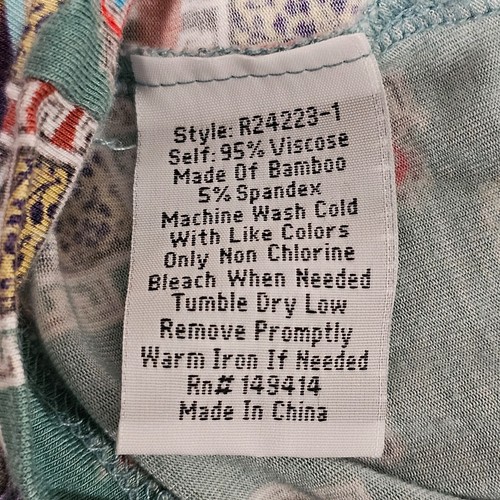 Style: R24223-1
Self: 95% Viscose
Made Of Bamboo
5% Spandex
Machine Wash Cold
With Like Colors
Only Non Chlorine
Bleach When Needed
Tumble Dry Low
Remove Promptly
Warm Iron If Needed
Rn# 149414
Made In China